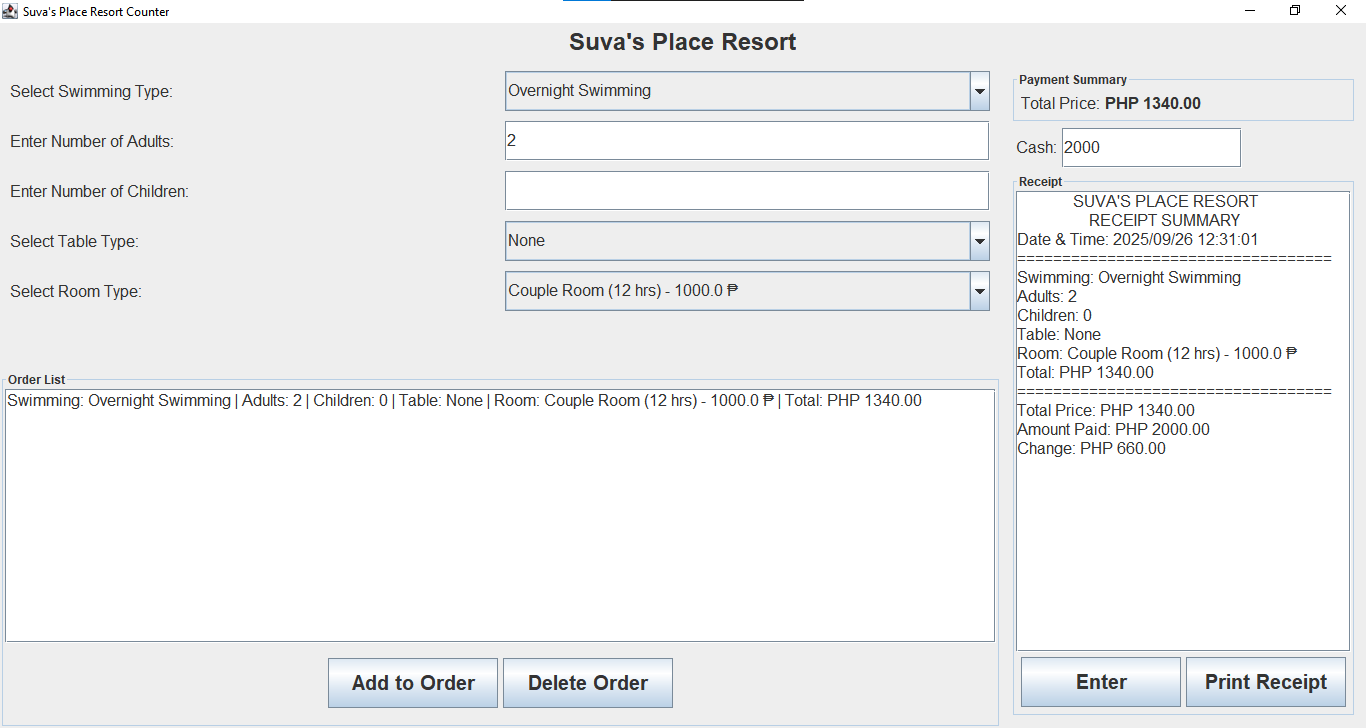 Suva's Place Resort Counter
Suva's Place Resort
Select Swimming Type:
Overnight Swimming
Enter Number of Adults:
2
Enter Number of Children:
Select Table Type:
None
Select Room Type:
Couple Room (12 hrs) - 1000.0 ₱
Order List
Swimming: Overnight Swimming | Adults: 2 | Children: 0 | Table: None | Room: Couple Room (12 hrs) - 1000.0 ₱ | Total: PHP 1340.00
Add to Order
Delete Order
Payment Summary
Total Price: PHP 1340.00
Cash:
2000
Receipt
SUVA'S PLACE RESORT
RECEIPT SUMMARY
Date & Time: 2025/09/26 12:31:01
===================================
Swimming: Overnight Swimming
Adults: 2
Children: 0
Table: None
Room: Couple Room (12 hrs) - 1000.0 ₱
Total: PHP 1340.00
===================================
Total Price: PHP 1340.00
Amount Paid: PHP 2000.00
Change: PHP 660.00
Enter
Print Receipt